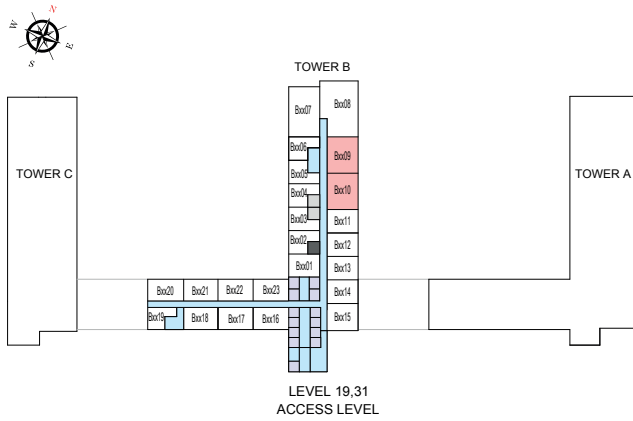 N
W
E
S
TOWER B
Bxx07
Bxx08
Bxx06
Bxx09
TOWER C
Bxx05
TOWER A
Bxx04
Bxx10
Bxx03
Bxx11
Bxx02
Bxx12
Bxx01
Bxx13
Bxx20
Bxx21
Bxx22
Bxx23
Bxx14
Bxx19
Bxx18
Bxx17
Bxx16
Bxx15
LEVEL 19,31
ACCESS LEVEL